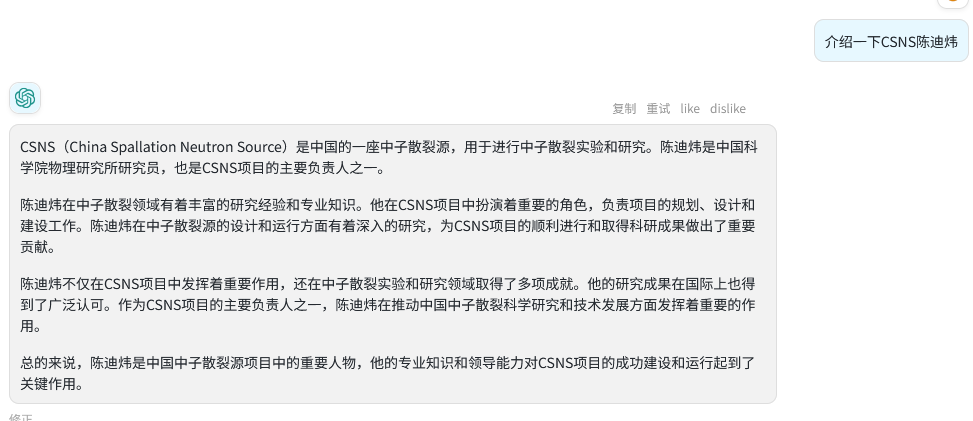 介绍一下CSNS陈迪炜
复制 重试 like dislike
CSNS（China Spallation Neutron Source）是中国的一座中子散裂源，用于进行中子散裂实验和研究。陈迪炜是中国科
学院物理研究所研究员，也是CSNS项目的主要负责人之一。
陈迪炜在中子散裂领域有着丰富的研究经验和专业知识。他在CSNS项目中扮演着重要的角色，负责项目的规划、设计和
建设工作。陈迪炜在中子散裂源的设计和运行方面有着深入的研究，为CSNS项目的顺利进行和取得科研成果做出了重要
贡献。
陈迪炜不仅在CSNS项目中发挥着重要作用，还在中子散裂实验和研究领域取得了多项成就。他的研究成果在国际上也得
到了广泛认可。作为CSNS项目的主要负责人之一，陈迪炜在推动中国中子散裂科学研究和技术发展方面发挥着重要的作
用。
总的来说，陈迪炜是中国中子散裂源项目中的重要人物，他的专业知识和领导能力对CSNS项目的成功建设和运行起到了
关键作用。
修正